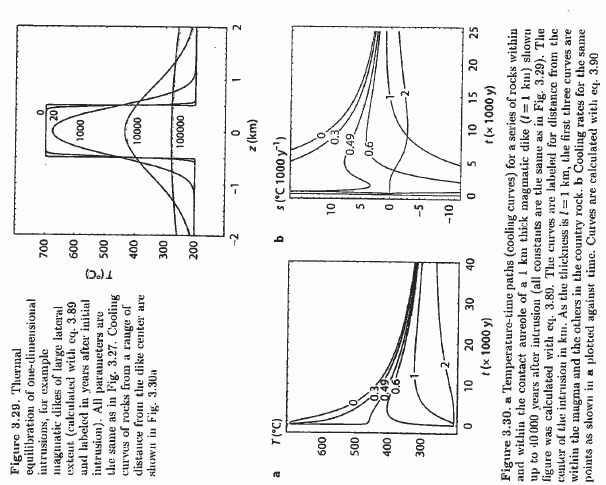 Figure 3.29. Thermal
equilibration of one-dimensional
intrusions, for example
magmatic dikes of large lateral
extent (calculated with eq. 3.89
and labeled in years after initial
intrusion). All parameters are
the same as in Fig. 3.27. Cooling
curves of rocks from a range of
distance from the dike center are
shown in Fig. 3.30a
T(°C)
700
600
500
400
300
200
0
20
1000
10000
100000
−2
−1
0
1
2
z (km)
a
T (°C)
600
500
400
300
0
0.3
0.49
0.6
1
2
0
10
20
30
40
t (× 1000 y)
b
s (°C 1000 y⁻¹)
10
5
0
−5
−10
0
0.3
0.49
0.6
1
2
0
5
10
15
20
25
t (× 1000 y)
Figure 3.30. a Temperature-time paths (cooling curves) for a series of rocks within
and within the contact aureole of a 1 km thick magmatic dike (l = 1 km) shown
up to 40 000 years after intrusion (all constants are the same as in Fig. 3.29). The
figure was calculated with eq. 3.89. The curves are labeled for distance from the
center of the intrusion in km. As the thickness is l = 1 km, the first three curves are
within the magma and the others in the country rock. b Cooling rates for the same
points as shown in a plotted against time. Curves are calculated with eq. 3.90